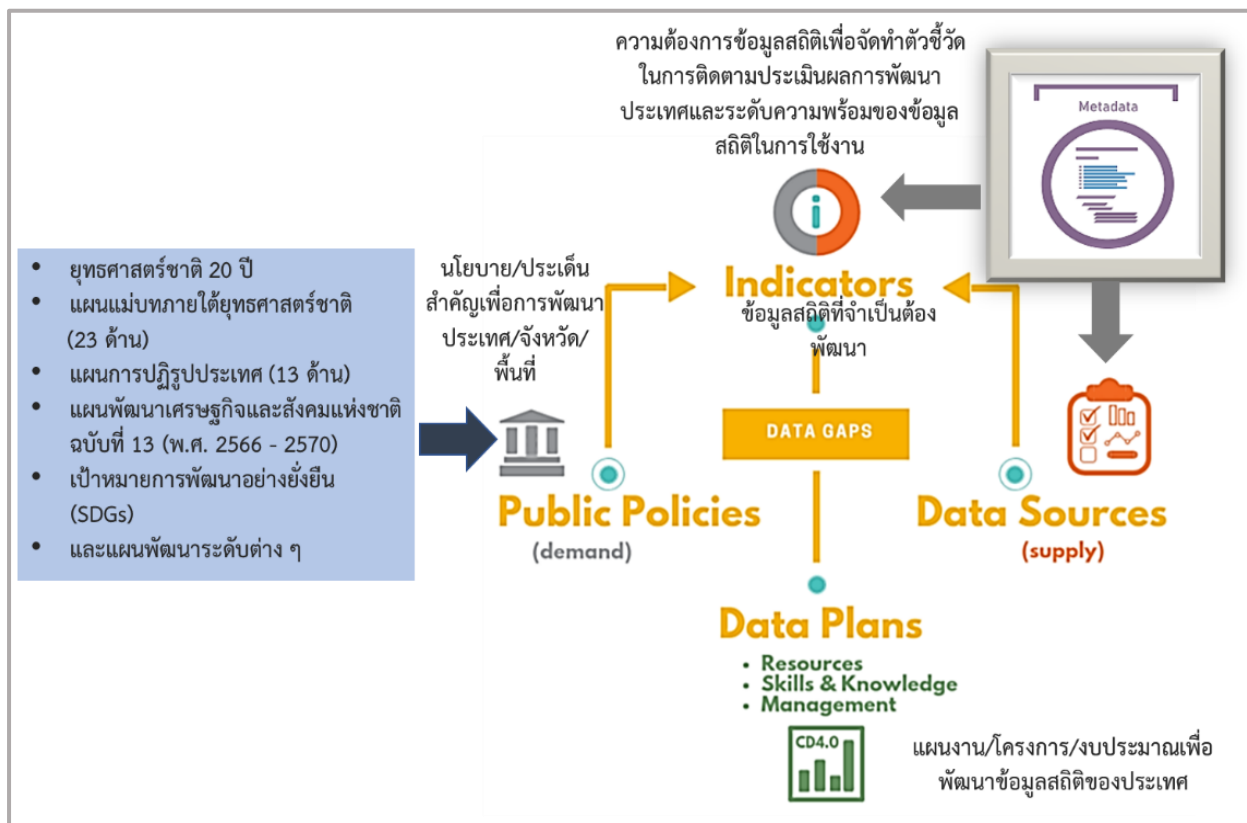 ความต้องการข้อมูลสถิติเพื่อจัดทำตัวชี้วัด
ในการติดตามประเมินผลการพัฒนา
ประเทศและระดับความพร้อมของข้อมูล
สถิติในการใช้งาน
Metadata
• ยุทธศาสตร์ชาติ 20 ปี
• แผนแม่บทภายใต้ยุทธศาสตร์ชาติ
(23 ด้าน)
• แผนการปฏิรูปประเทศ (13 ด้าน)
• แผนพัฒนาเศรษฐกิจและสังคมแห่งชาติ
ฉบับที่ 13 (พ.ศ. 2566 - 2570)
• เป้าหมายการพัฒนาอย่างยั่งยืน
(SDGs)
• และแผนพัฒนาระดับต่าง ๆ
นโยบาย/ประเด็น
สำคัญเพื่อการพัฒนา
ประเทศ/จังหวัด/
พื้นที่
i
Indicators
ข้อมูลสถิติที่จำเป็นต้อง
พัฒนา
DATA GAPS
Public Policies
(demand)
Data Sources
(supply)
Data Plans
• Resources
• Skills & Knowledge
• Management
CD4.0
แผนงาน/โครงการ/งบประมาณเพื่อ
พัฒนาข้อมูลสถิติของประเทศ